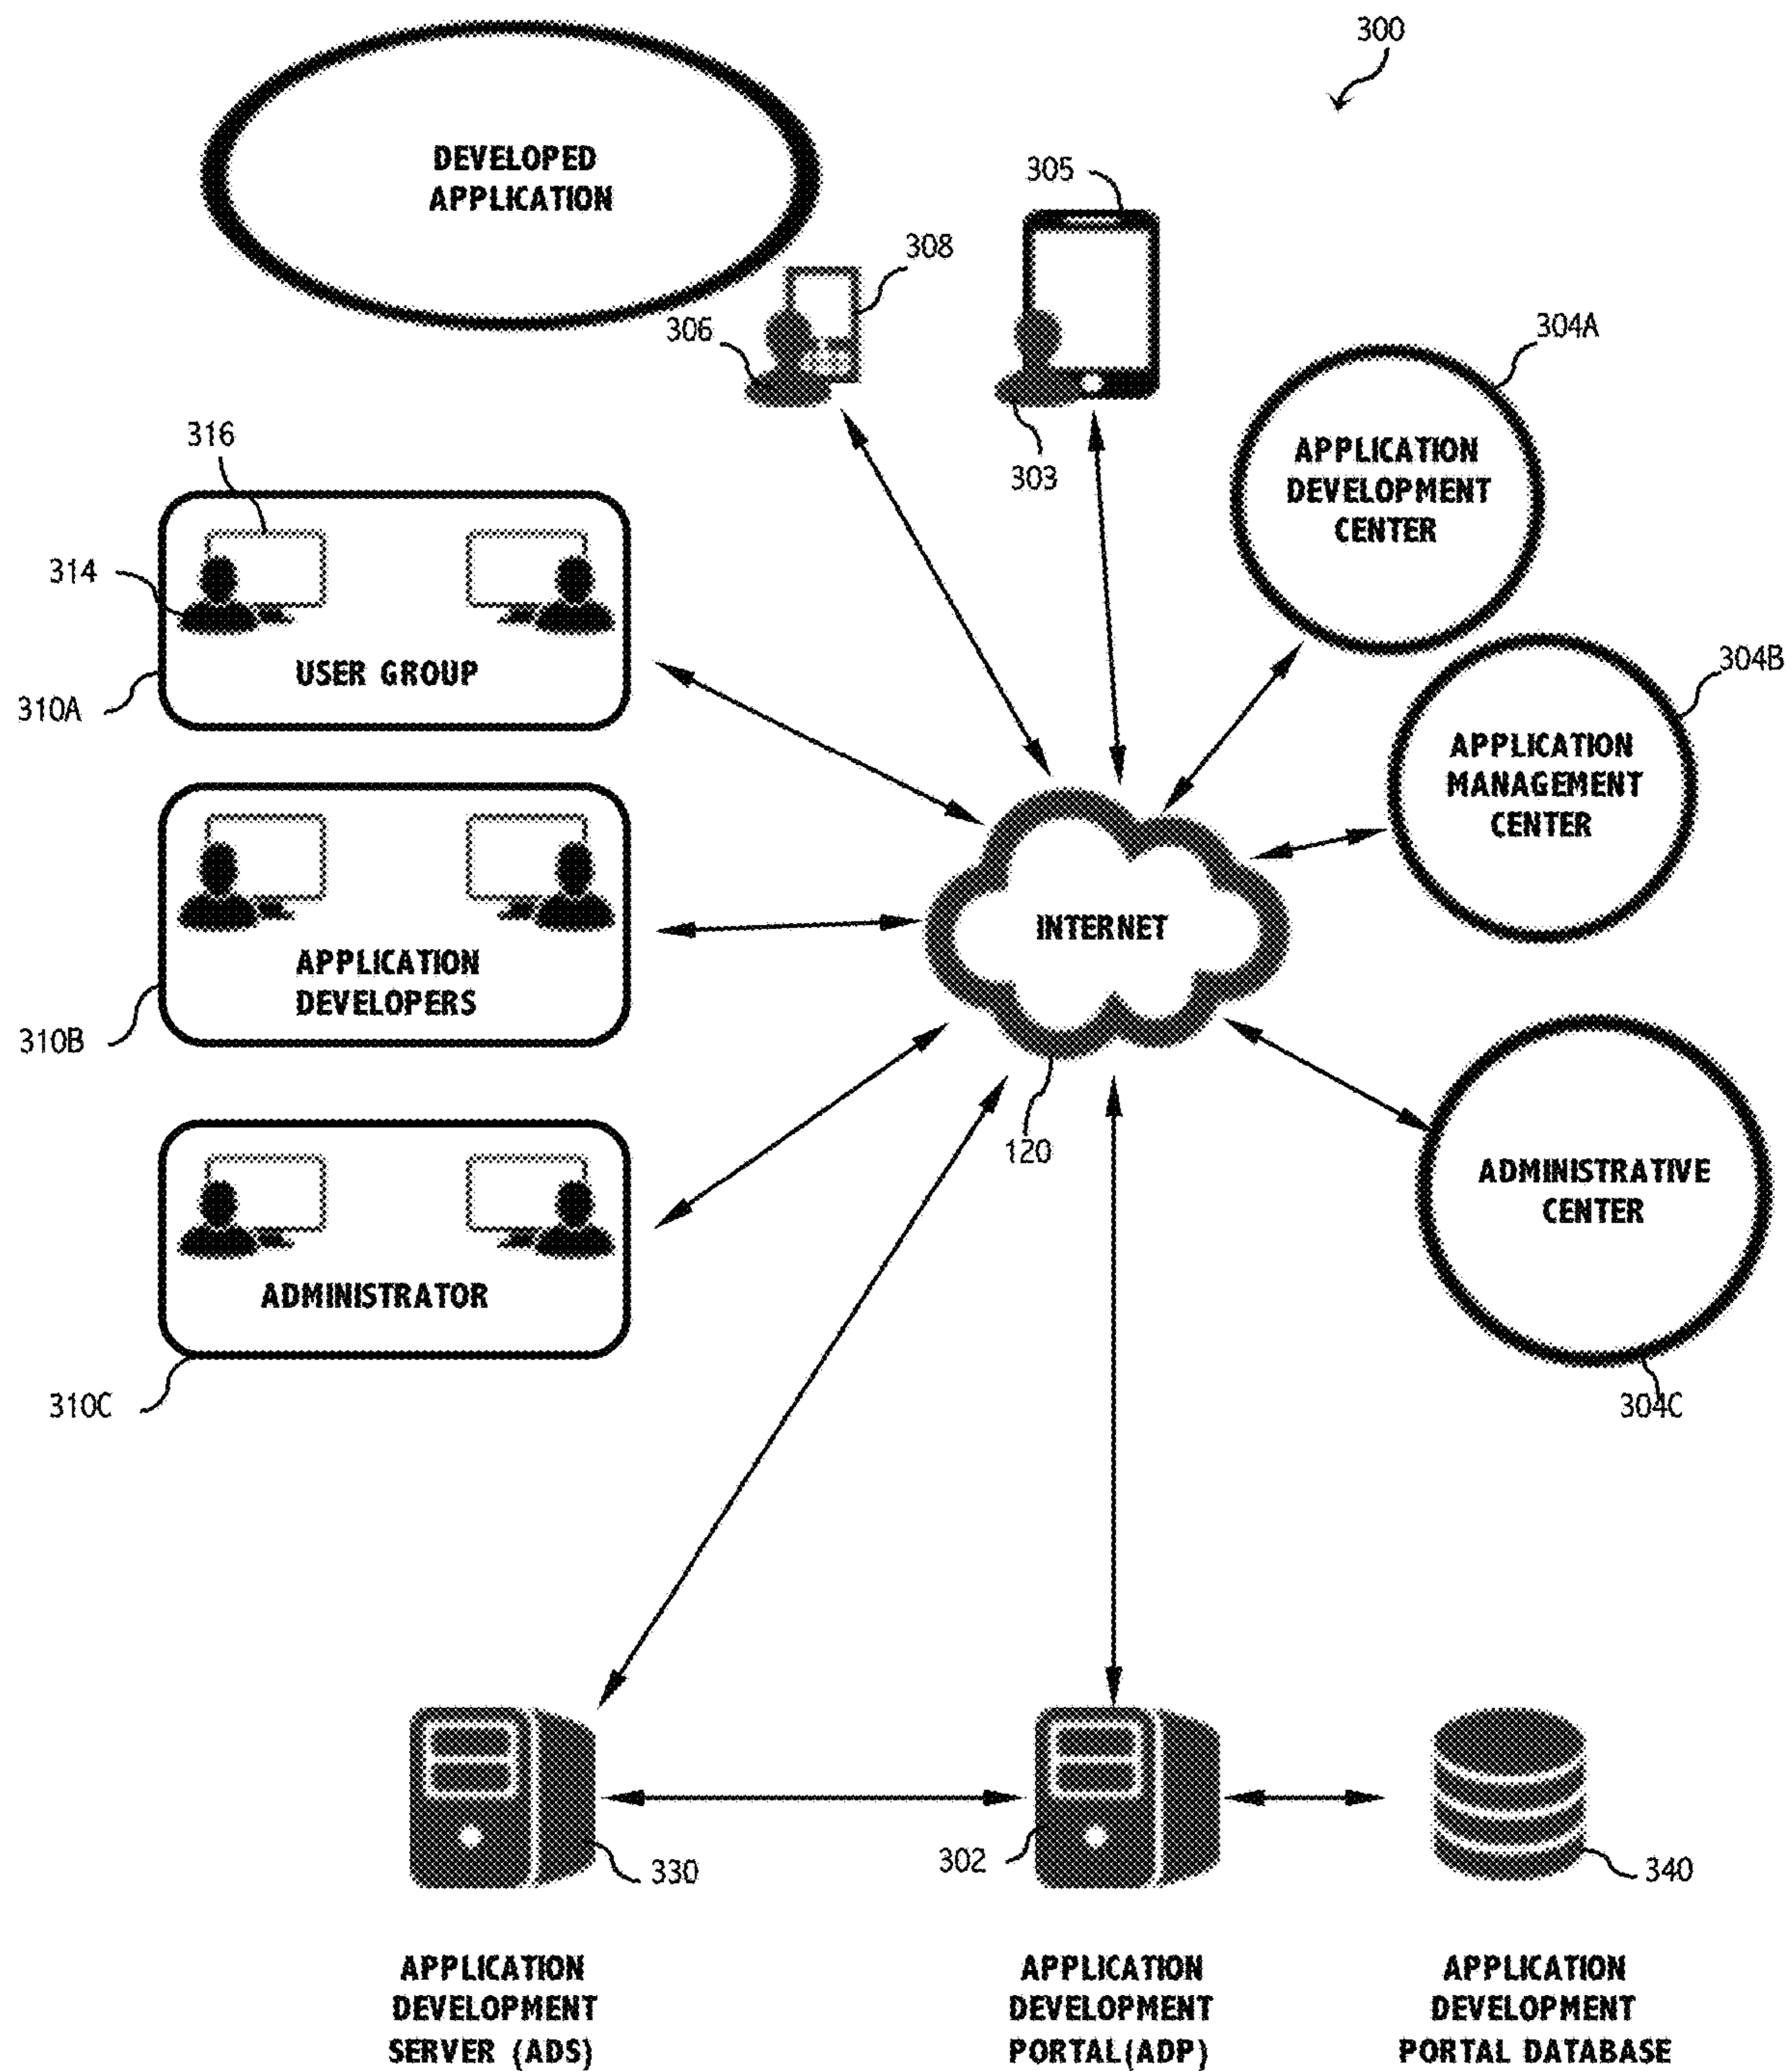 300
DEVELOPED
APPLICATION
305
308
306
304A
303
APPLICATION
DEVELOPMENT
CENTER
316
314
USER GROUP
310A
304B
APPLICATION
MANAGEMENT
CENTER
INTERNET
APPLICATION
DEVELOPERS
310B
120
ADMINISTRATIVE
CENTER
ADMINISTRATOR
310C
304C
330
302
340
APPLICATION
DEVELOPMENT
SERVER (ADS)
APPLICATION
DEVELOPMENT
PORTAL(ADP)
APPLICATION
DEVELOPMENT
PORTAL DATABASE